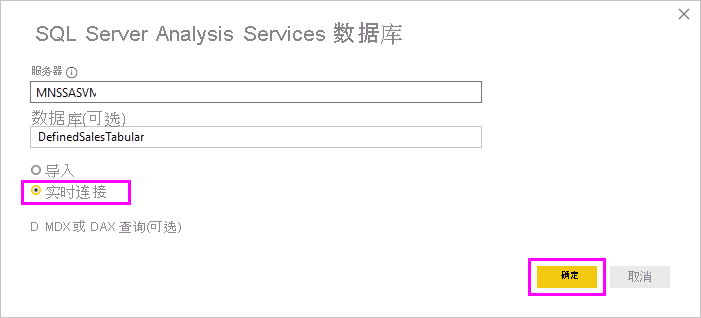 SQL Server Analysis Services 数据库
服务器
MNSSASVM
数据库(可选)
DefinedSalesTabular
导入
实时连接
D MDX 或 DAX 查询(可选)
确定
取消